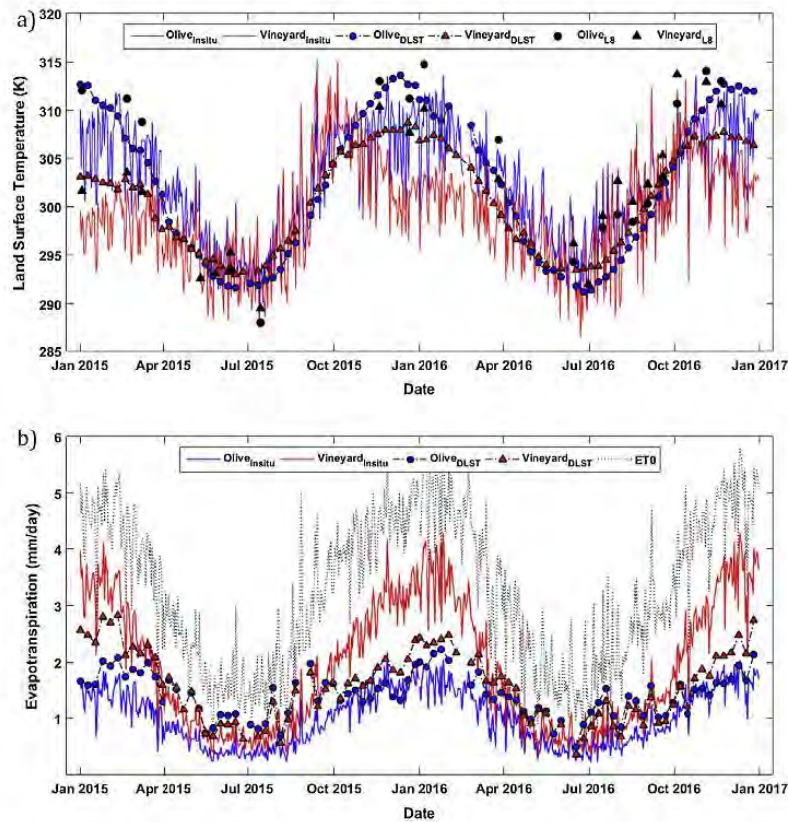 a)
320
Olive_Insitu Vineyard_Insitu Olive_DLST Vineyard_DLST Olive_L8 Vineyard_L8
315
310
305
300
295
290
285
Land Surface Temperature (K)
Jan 2015 Apr 2015 Jul 2015 Oct 2015 Jan 2016 Apr 2016 Jul 2016 Oct 2016 Jan 2017
Date
b)
6
Olive_Insitu Vineyard_Insitu Olive_DLST Vineyard_DLST ET0
5
4
3
2
1
Evapotranspiration (mm/day)
Jan 2015 Apr 2015 Jul 2015 Oct 2015 Jan 2016 Apr 2016 Jul 2016 Oct 2016 Jan 2017
Date